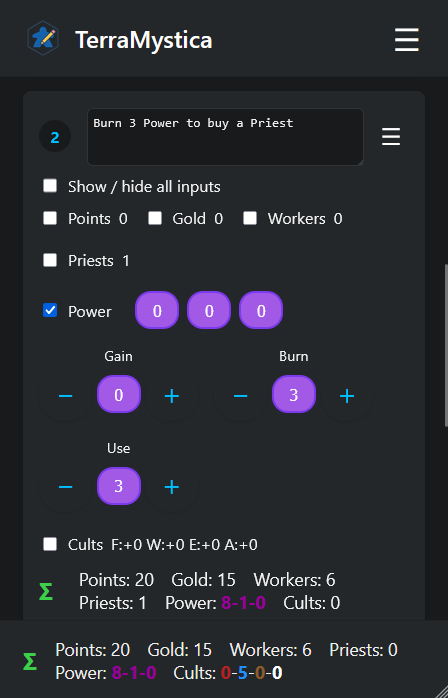 TerraMystica
☰
2
Burn 3 Power to buy a Priest
☰
Show / hide all inputs
Points 0 Gold 0 Workers 0
Priests 1
Power 0 0 0
Gain Burn
− 0 + − 3 +
Use
− 3 +
Cults F:+0 W:+0 E:+0 A:+0
Σ
Points: 20 Gold: 15 Workers: 6
Priests: 1 Power: 8-1-0 Cults: 0
Σ
Points: 20 Gold: 15 Workers: 6 Priests: 0
Power: 8-1-0 Cults: 0-5-0-0